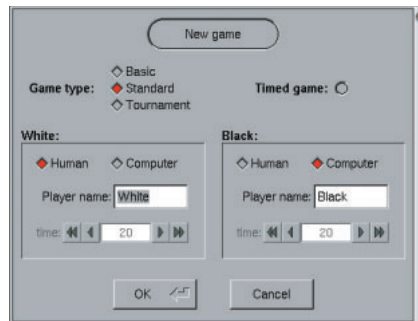 New game
Basic
Game type: Standard Timed game:
Tournament
White: Black:
Human Computer Human Computer
Player name: White Player name: Black
time: 20 time: 20
OK Cancel